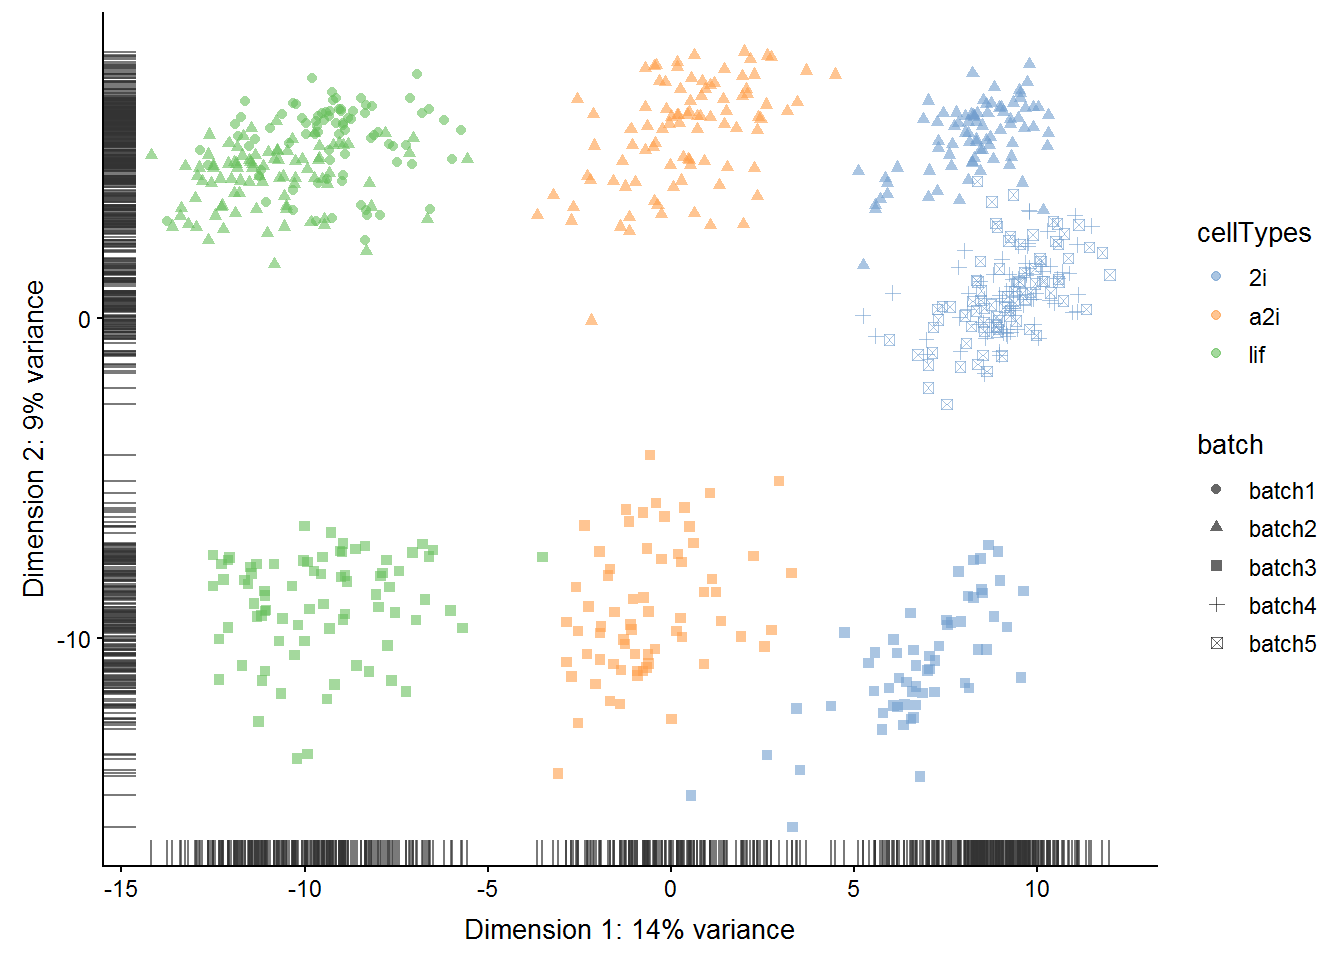 Dimension 2: 9% variance
0
-10
-15
-10
-5
0
5
10
Dimension 1: 14% variance
cellTypes
2i
a2i
lif
batch
batch1
batch2
batch3
batch4
batch5